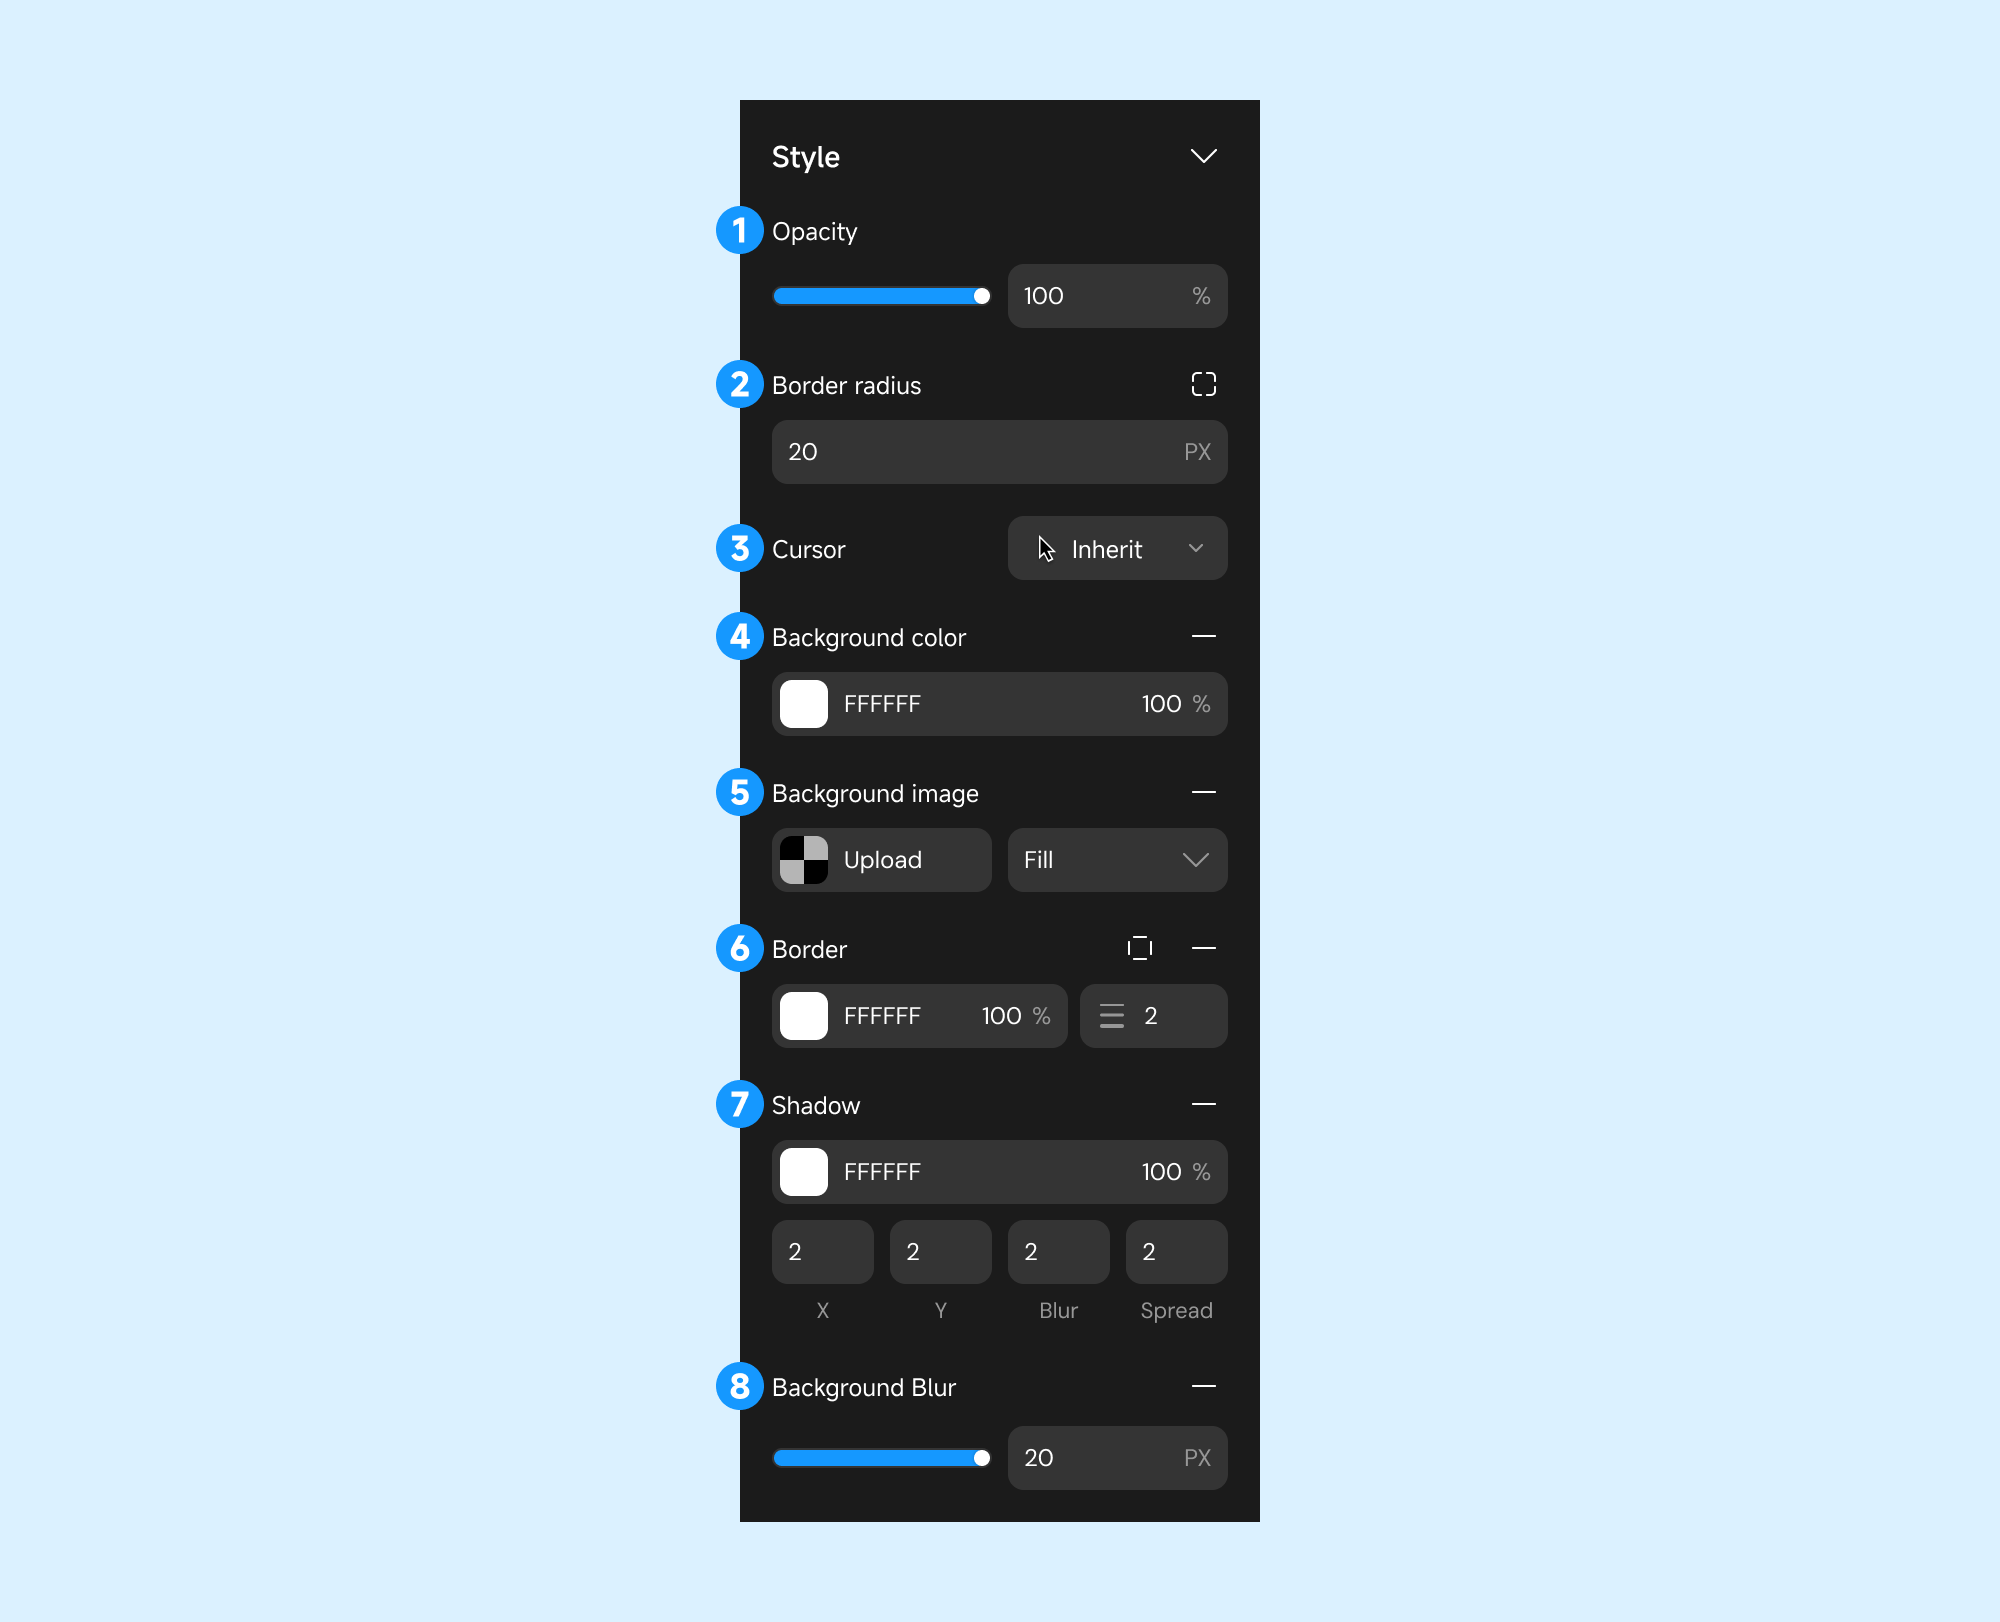 Style
1 Opacity
100 %
2 Border radius
20 PX
3 Cursor Inherit
4 Background color
FFFFFF 100 %
5 Background image
Upload Fill
6 Border
FFFFFF 100 % 2
7 Shadow
FFFFFF 100 %
2 2 2 2
X Y Blur Spread
8 Background Blur
20 PX